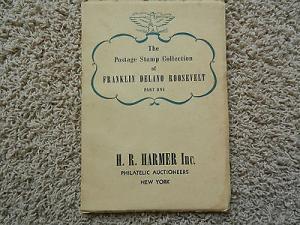 The
Postage Stamp Collection
of
FRANKLIN DELANO ROOSEVELT
PART ONE
H. R. HARMER Inc.
PHILATELIC AUCTIONEERS
NEW YORK